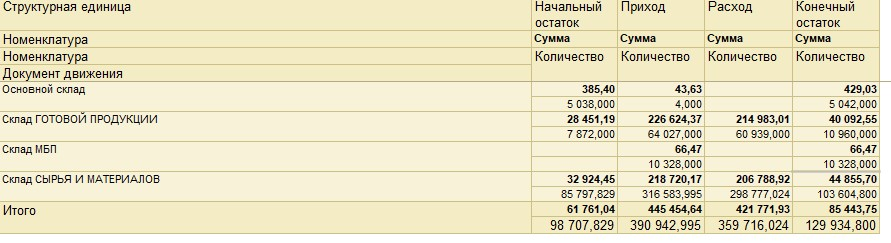 Структурная единица Начальный остаток Приход Расход Конечный остаток
Номенклатура Сумма Сумма Сумма Сумма
Номенклатура Количество Количество Количество Количество
Документ движения
Основной склад 385,40 43,63 429,03
5 038,000 4,000 5 042,000
Склад ГОТОВОЙ ПРОДУКЦИИ 28 451,19 226 624,37 214 983,01 40 092,55
7 872,000 64 027,000 60 939,000 10 960,000
Склад МБП 66,47 66,47
10 328,000 10 328,000
Склад СЫРЬЯ И МАТЕРИАЛОВ 32 924,45 218 720,17 206 788,92 44 855,70
85 797,829 316 583,995 298 777,024 103 604,800
Итого 61 761,04 445 454,64 421 771,93 85 443,75
98 707,829 390 942,995 359 716,024 129 934,800